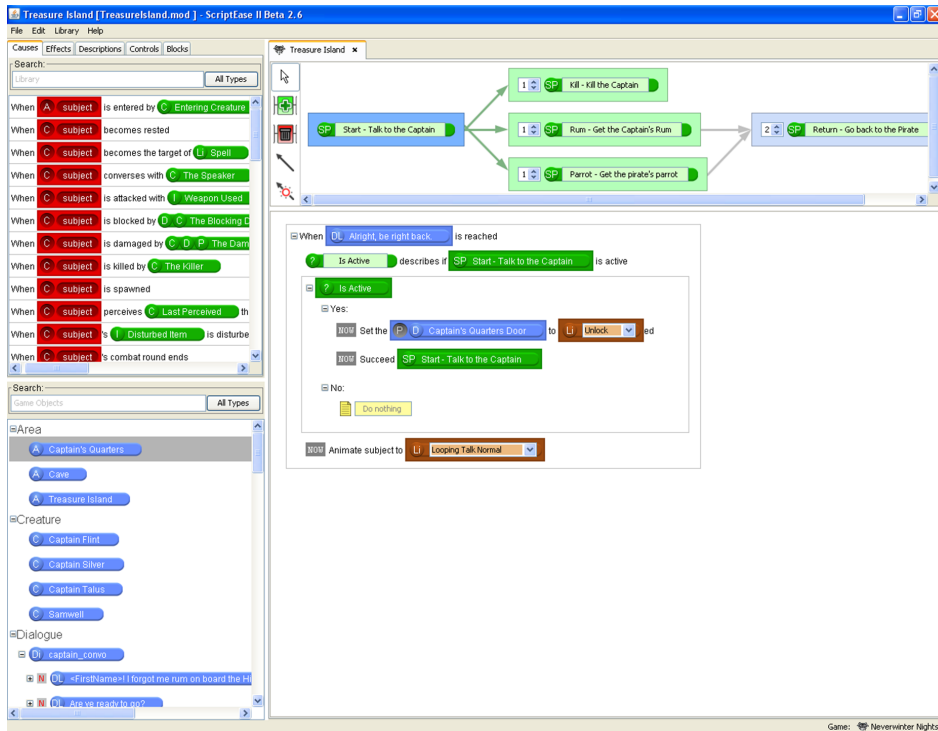 Treasure Island [TreasureIsland.mod ] - ScriptEase II Beta 2.6
File Edit Library Help
Causes Effects Descriptions Controls Blocks
Search:
Library All Types
When A subject is entered by C Entering Creature
When C subject becomes rested
When C subject becomes the target of Li Spell
When C subject converses with C The Speaker
When C subject is attacked with I Weapon Used
When C subject is blocked by D C The Blocking D
When C subject is damaged by C D P The Dam
When C subject is killed by C The Killer
When C subject is spawned
When C subject perceives C Last Perceived th
When C subject 's I Disturbed Item is disturbe
When C subject 's combat round ends
Search:
Game Objects All Types
Area
A Captain's Quarters
A Cave
A Treasure Island
Creature
C Captain Flint
C Captain Silver
C Captain Talus
C Samwell
Dialogue
Di captain_convo
N DL <FirstName>! I forgot me rum on board the Hi
N DL Are ye ready to go?
Treasure Island x
SP Start - Talk to the Captain
1 SP Kill - Kill the Captain
1 SP Rum - Get the Captain's Rum
1 SP Parrot - Get the pirate's parrot
2 SP Return - Go back to the Pirate
When DL Alright, be right back. is reached
? Is Active describes if SP Start - Talk to the Captain is active
? Is Active
Yes:
NOW Set the P D Captain's Quarters Door to Li Unlock ed
NOW Succeed SP Start - Talk to the Captain
No:
Do nothing
NOW Animate subject to Li Looping Talk Normal
Game: Neverwinter Nights